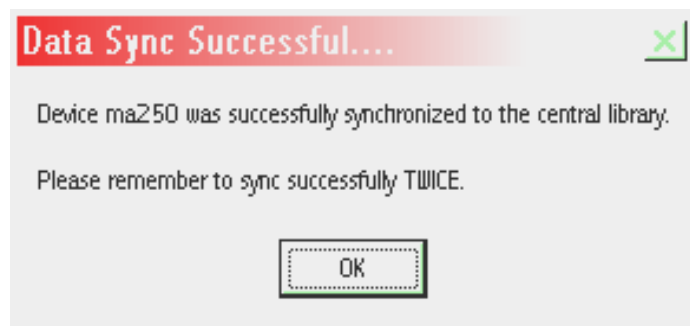 Data Sync Successful....
Device ma250 was successfully synchronized to the central library.
Please remember to sync successfully TWICE.
OK